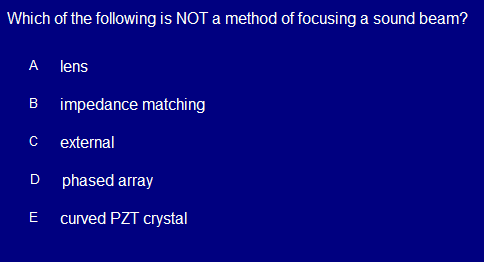 Which of the following is NOT a method of focusing a sound beam?
A lens
B impedance matching
C external
D phased array
E curved PZT crystal